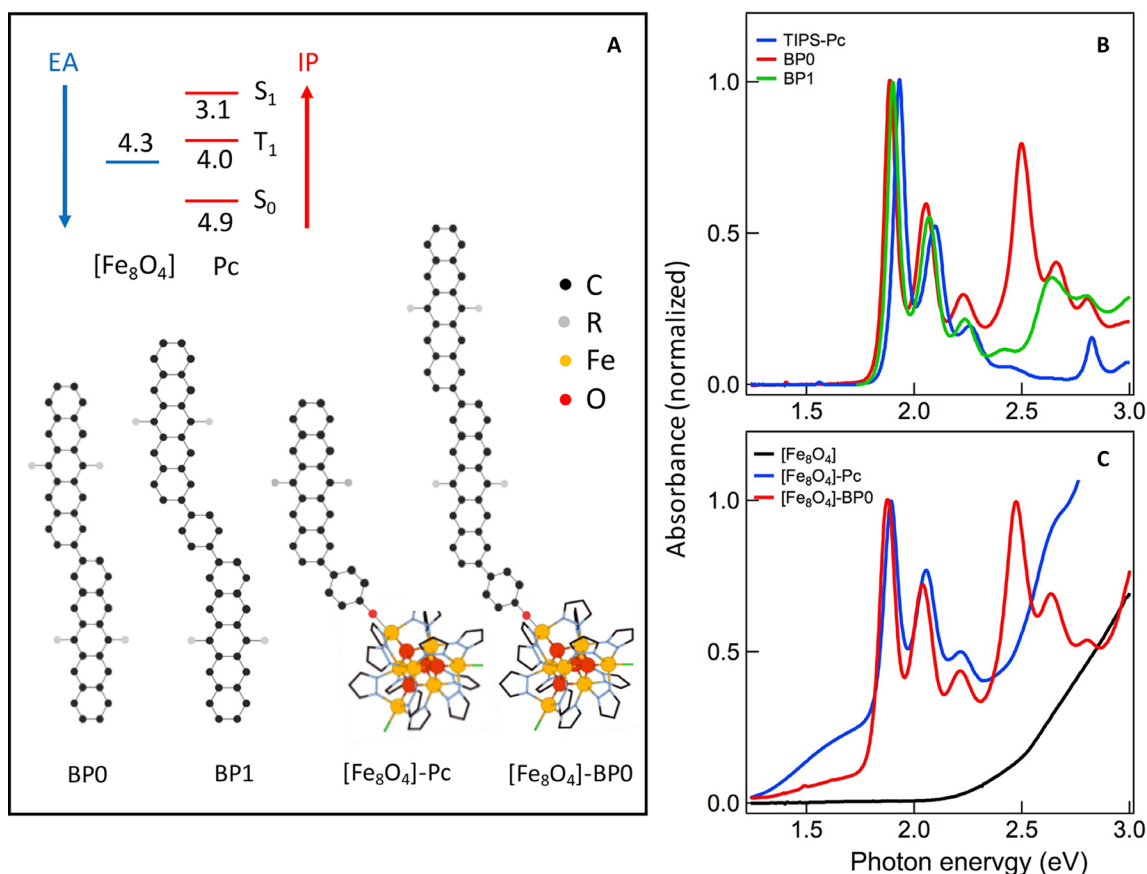 A
EA
IP
S₁
3.1
4.3
T₁
4.0
S₀
4.9
[Fe₈O₄]
Pc
C
R
Fe
O
BP0
BP1
[Fe₈O₄]-Pc
[Fe₈O₄]-BP0
B
TIPS-Pc
BP0
BP1
1.0
0.5
0.0
1.5
2.0
2.5
3.0
Absorbance (normalized)
C
[Fe₈O₄]
[Fe₈O₄]-Pc
[Fe₈O₄]-BP0
1.0
0.5
0.0
1.5
2.0
2.5
3.0
Photon enervgy (eV)